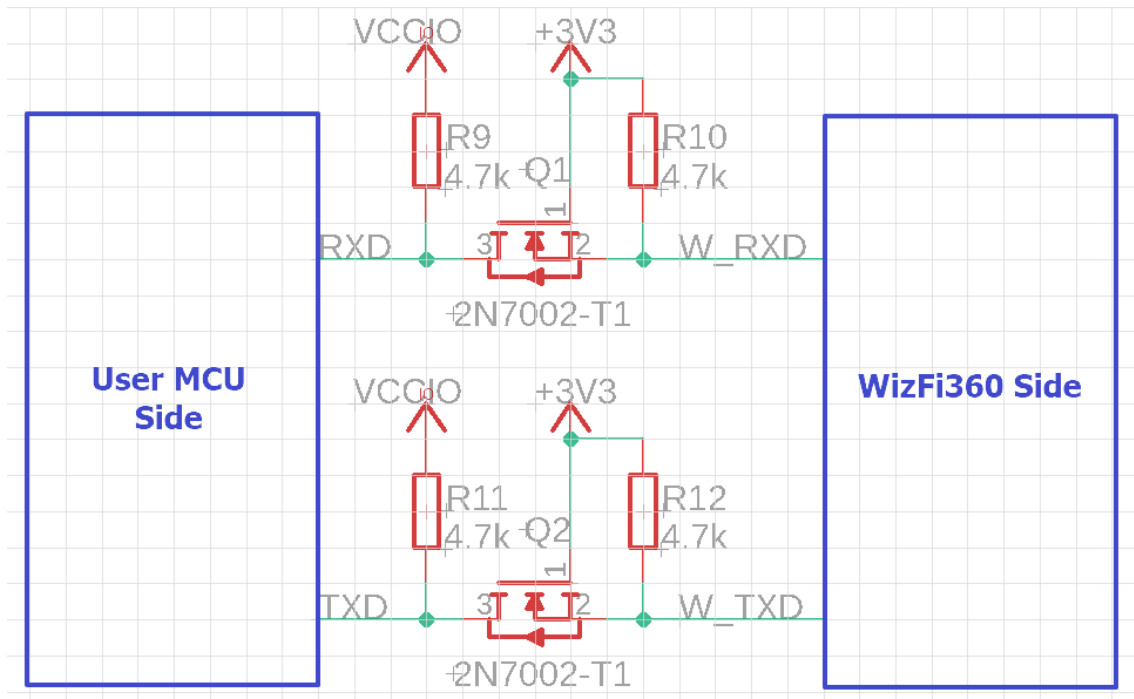 VCCIO
+3V3
R9
4.7k
Q1
R10
4.7k
1
RXD
3
2
W_RXD
2N7002-T1
User MCU
Side
WizFi360 Side
VCCIO
+3V3
R11
4.7k
Q2
R12
4.7k
1
TXD
3
2
W_TXD
2N7002-T1